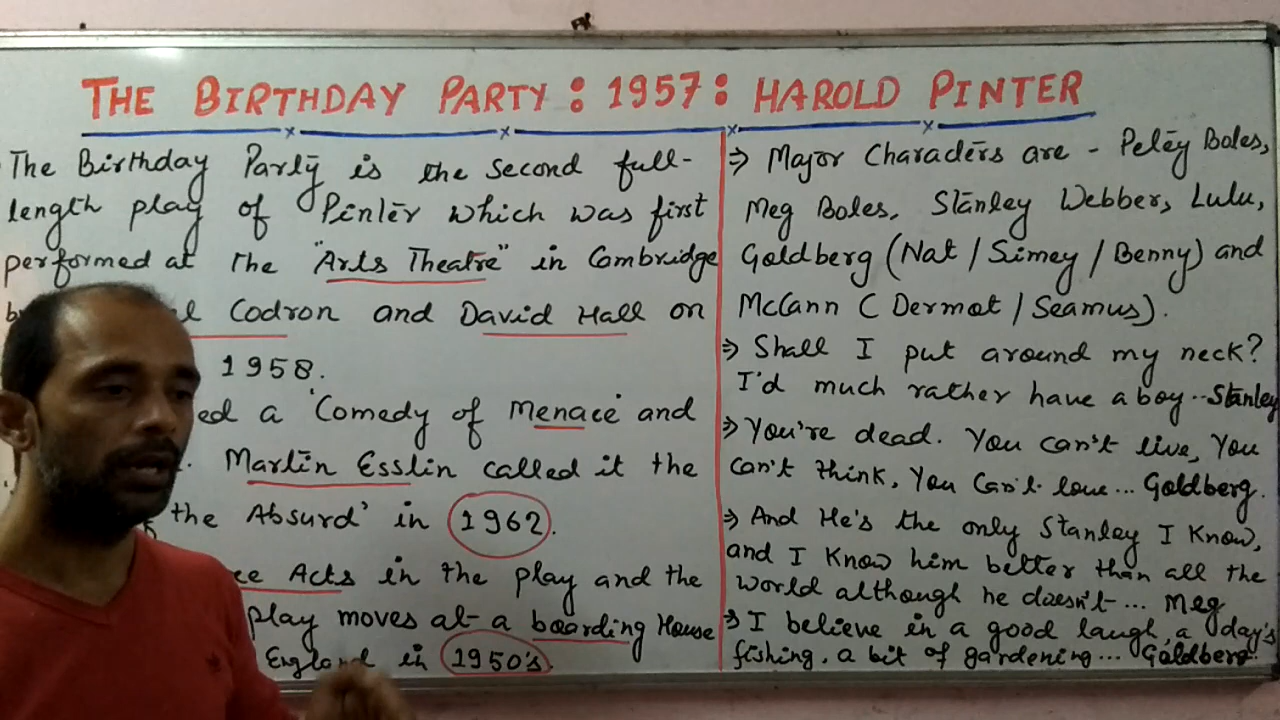 THE BIRTHDAY PARTY : 1957 : HAROLD PINTER
The Birthday Party is the second full-
length play of Pinter which was first
performed at the "Arts Theatre" in Cambridge
Codron and David Hall on
1958.
ed a 'Comedy of Menace' and
. Martin Esslin called it the
the Absurd' in 1962.
ee Acts in the play and the
play moves at a boarding House
England in 1950's.
⇒ Major Characters are - Petey Boles,
Meg Boles, Stanley Webber, Lulu,
Goldberg (Nat / Simey / Benny) and
McCann ( Dermot / Seamus).
⇒ Shall I put around my neck?
I'd much rather have a boy.. Stanley
⇒ You're dead. You can't live, You
can't think, You Can't love... Goldberg.
⇒ And He's the only Stanley I Know,
and I Know him better than all the
world although he doesn't... Meg
⇒ I believe in a good laugh, a day's
fishing, a bit of gardening... Goldberg.